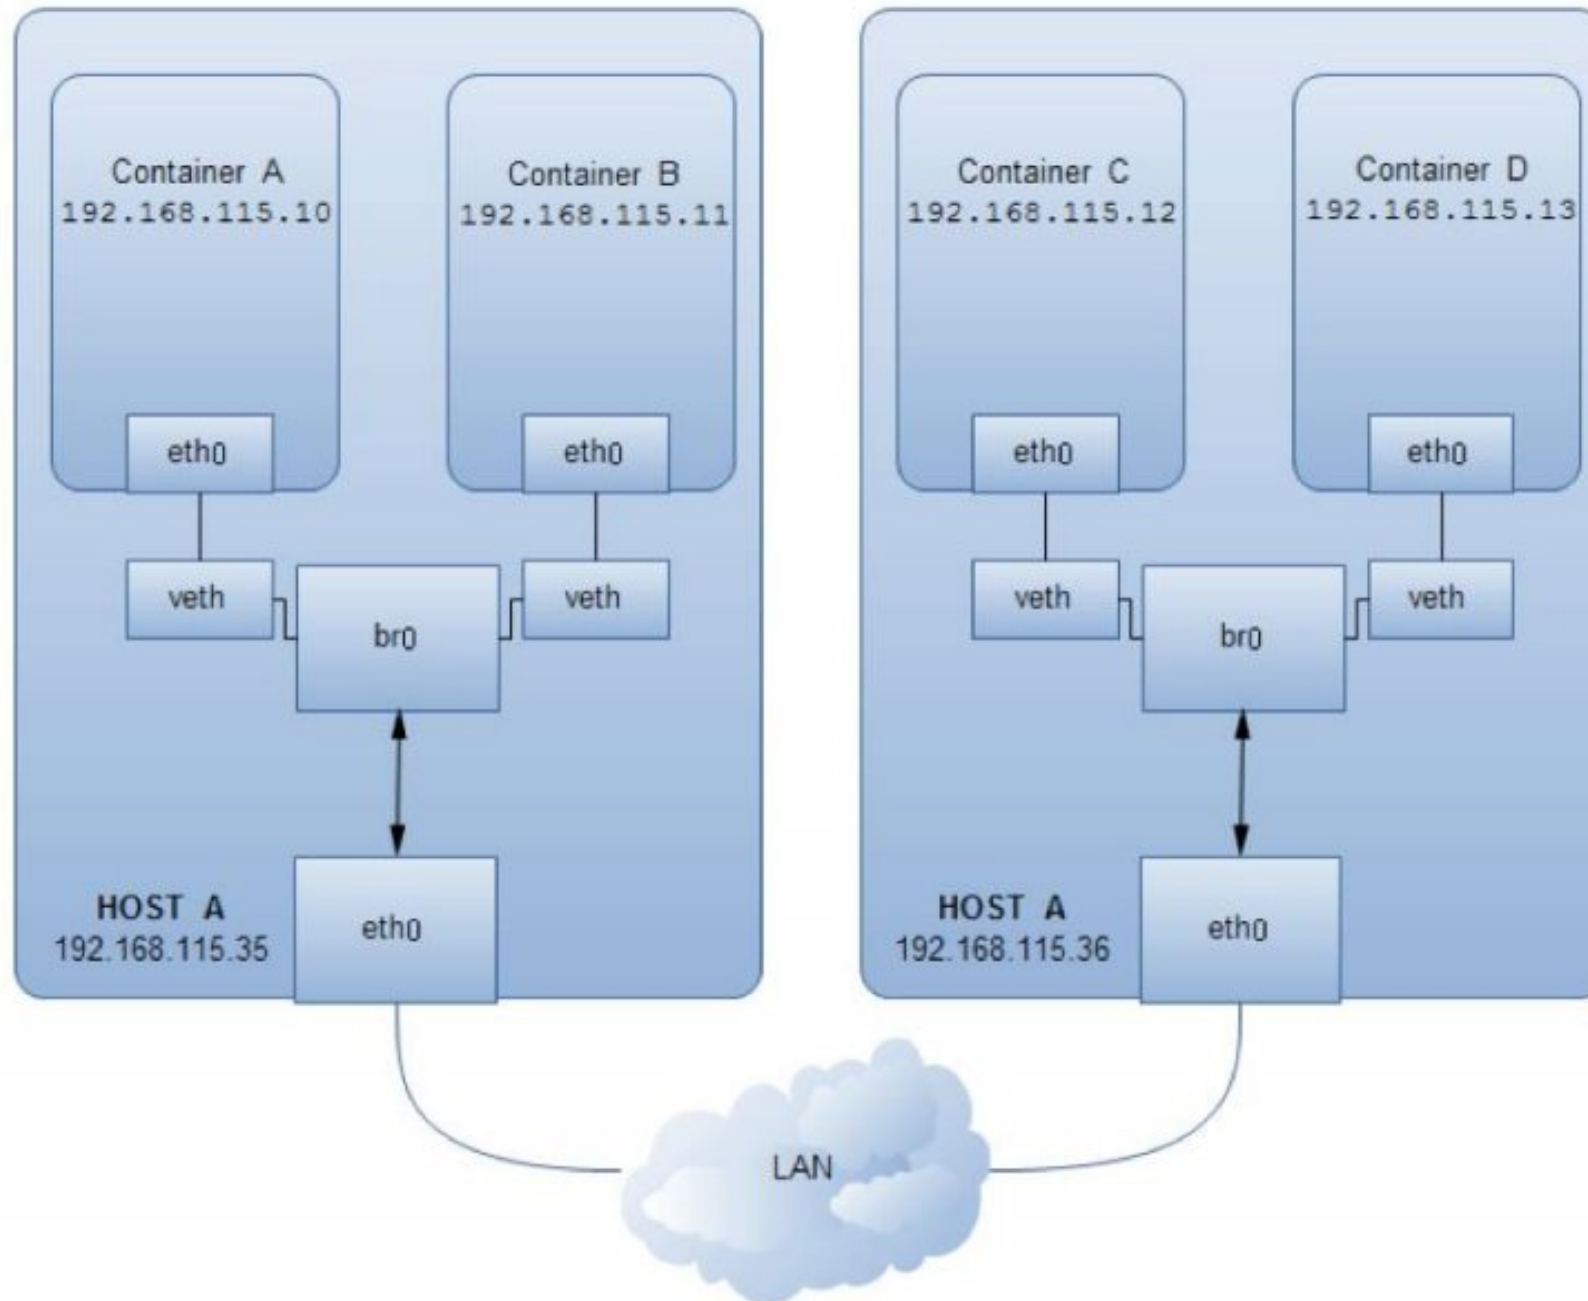 Container A
192.168.115.10
Container B
192.168.115.11
eth0
eth0
veth
br0
veth
HOST A
192.168.115.35
eth0
Container C
192.168.115.12
Container D
192.168.115.13
eth0
eth0
veth
br0
veth
HOST A
192.168.115.36
eth0
LAN